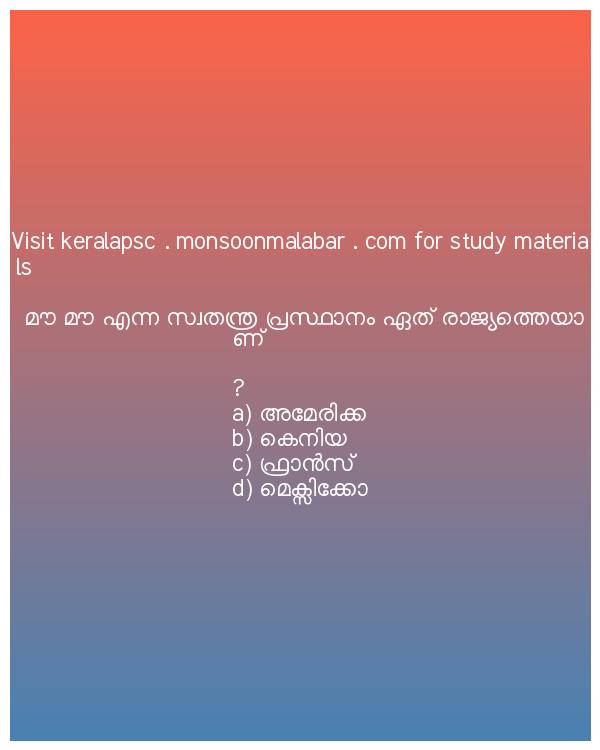 Visit keralapsc . monsoonmalabar . com for study materia
ls
മൗ മൗ എന്ന സ്വതന്ത്ര പ്രസ്ഥാനം ഏത് രാജ്യത്തെയാ
ണ്
?
a) അമേരിക്ക
b) കെനിയ
c) ഫ്രാൻസ്
d) മെക്സിക്കോ